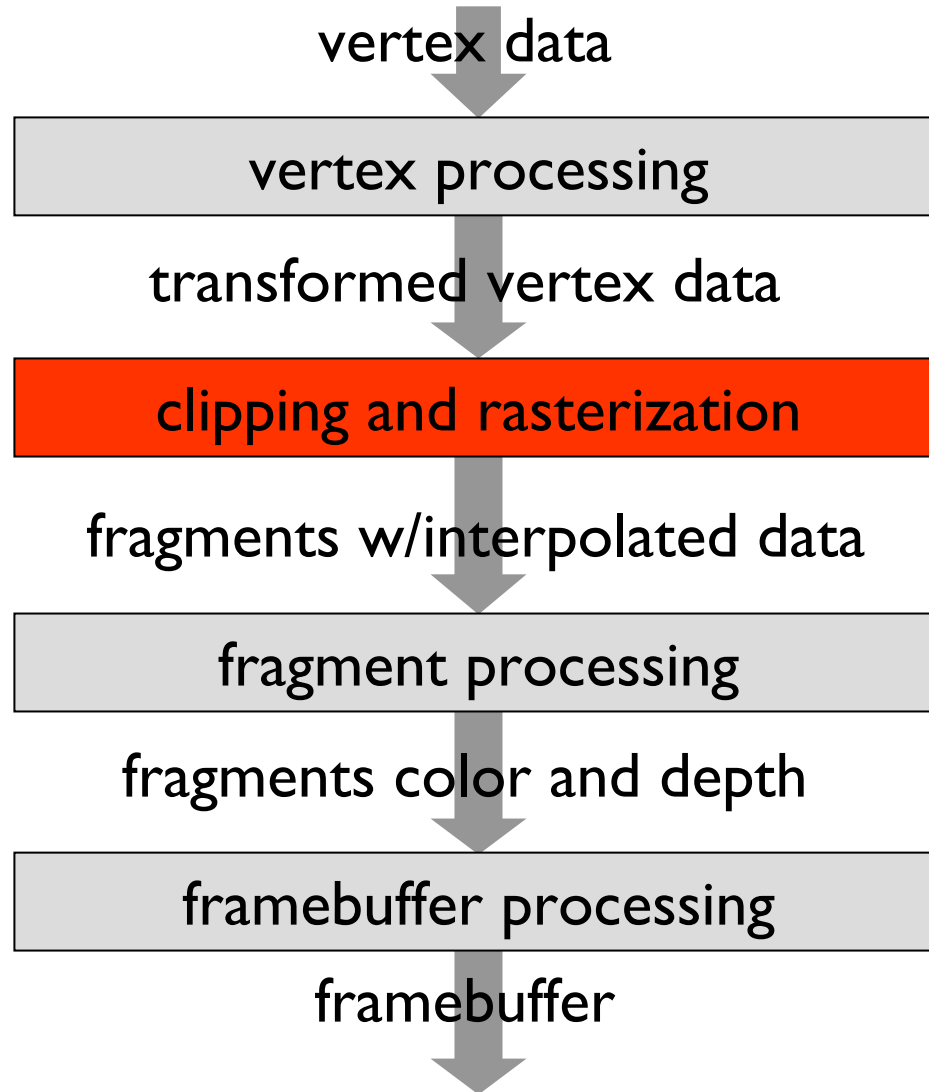 vertex data
vertex processing
transformed vertex data
clipping and rasterization
fragments w/interpolated data
fragment processing
fragments color and depth
framebuffer processing
framebuffer